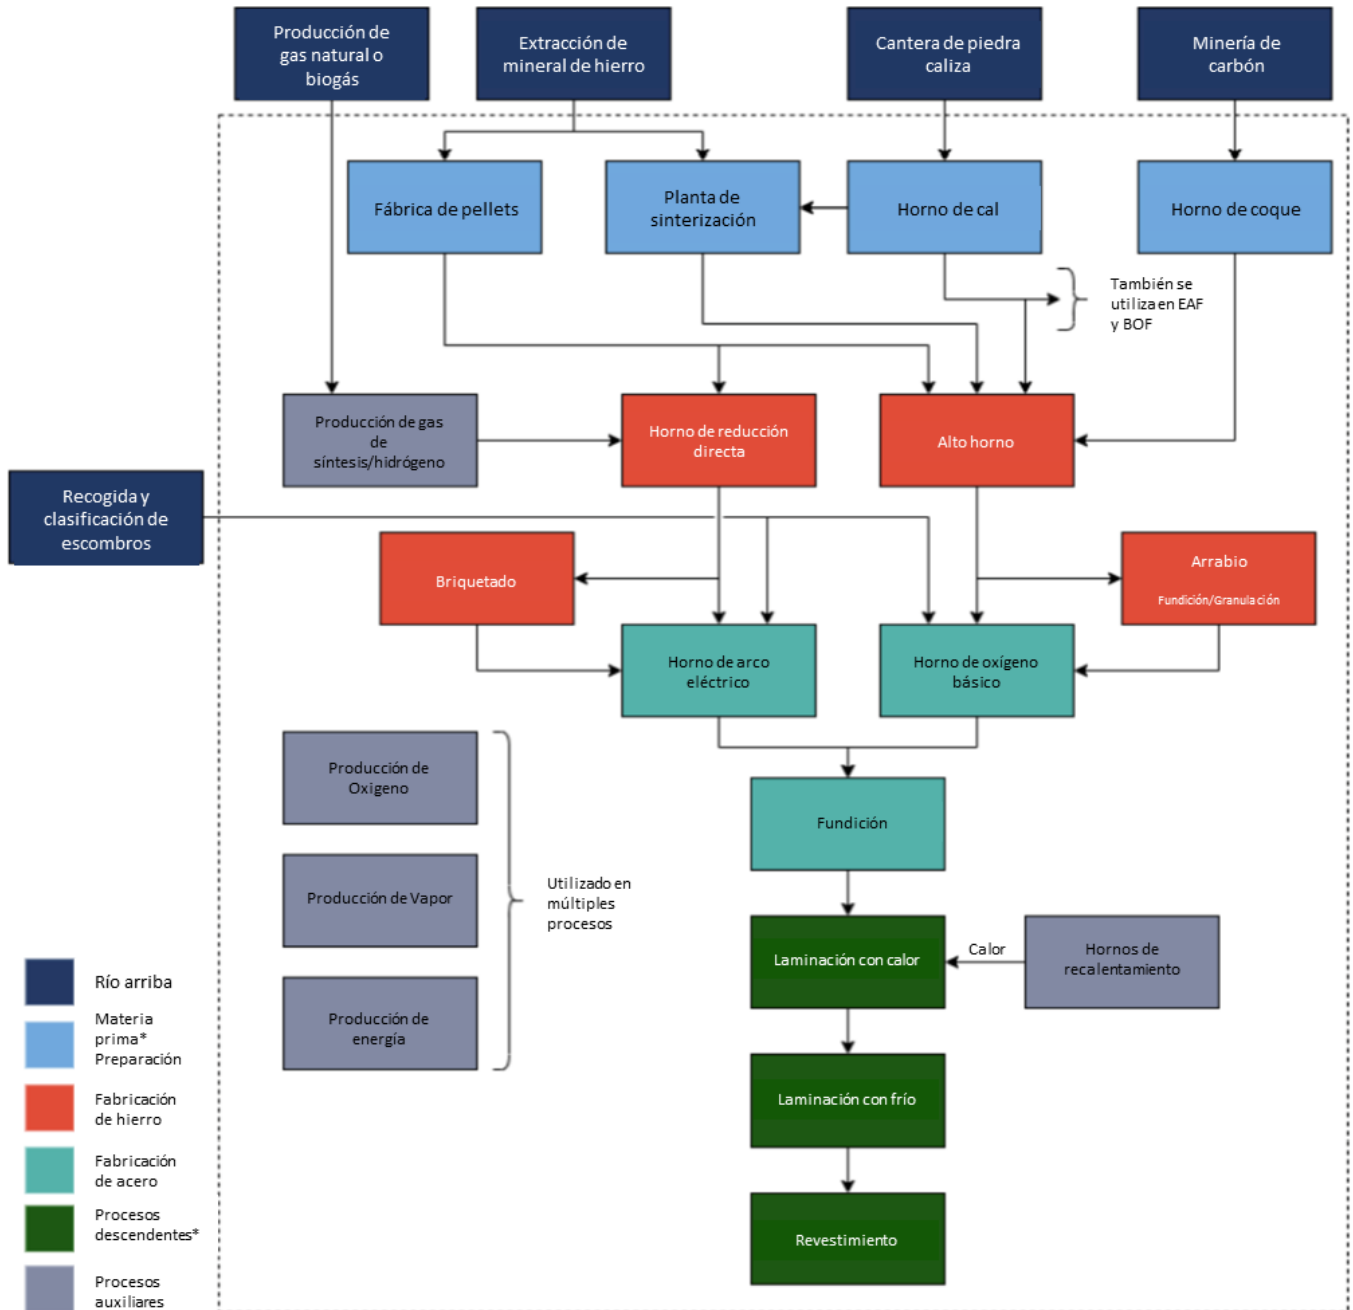 Producción de
gas natural o
biogás
Extracción de
mineral de hierro
Cantera de piedra
caliza
Minería de
carbón
Fábrica de pellets
Planta de
sinterización
Horno de cal
Horno de coque
También se
utiliza en EAF
y BOF
Producción de gas
de
síntesis/hidrógeno
Horno de reducción
directa
Alto horno
Recogida y
clasificación de
escombros
Briquetado
Arrabio
Fundición/Granulación
Horno de arco
eléctrico
Horno de oxígeno
básico
Producción de
Oxigeno
Fundición
Producción de Vapor
Utilizado en
múltiples
procesos
Laminación con calor
Calor
Hornos de
recalentamiento
Producción de
energía
Laminación con frío
Revestimiento
Río arriba
Materia
prima*
Preparación
Fabricación
de hierro
Fabricación
de acero
Procesos
descendentes*
Procesos
auxiliares